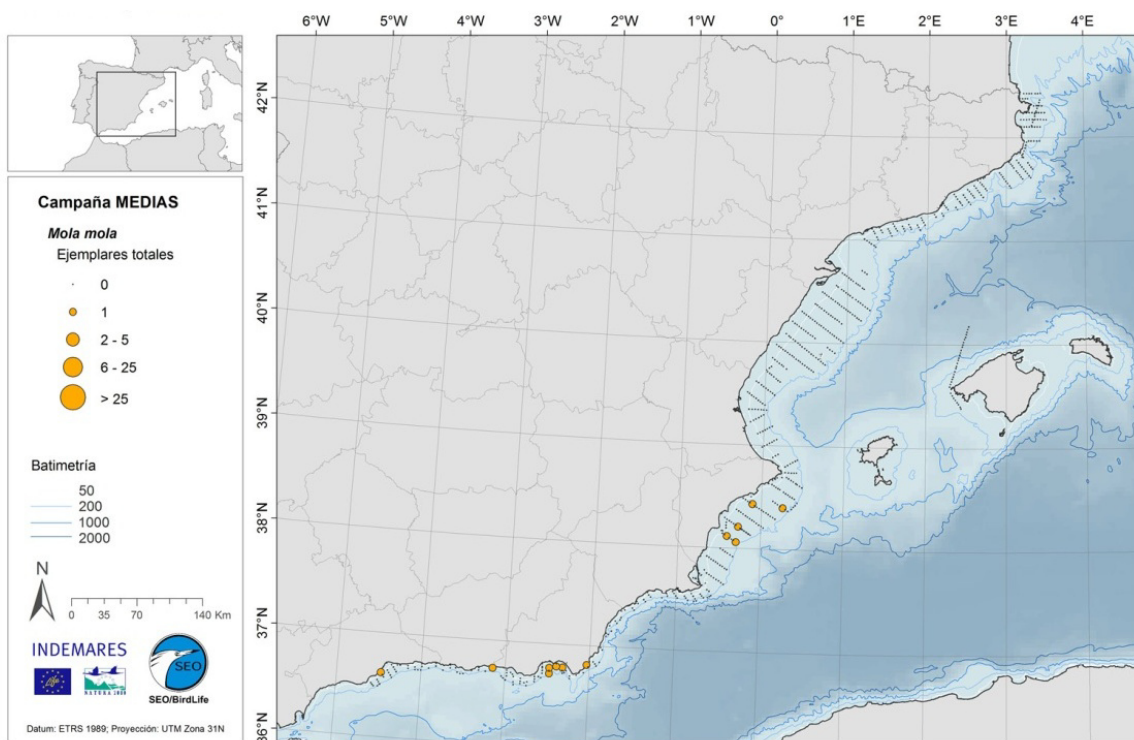 6°W 5°W 4°W 3°W 2°W 1°W 0° 1°E 2°E 3°E 4°E
42°N
41°N
40°N
39°N
38°N
37°N
36°N
Campaña MEDIAS
Mola mola
Ejemplares totales
0
1
2 - 5
6 - 25
> 25
Batimetría
50
200
1000
2000
N
0 35 70 140 Km
INDEMARES
NATURA 2000
SEO
SEO/BirdLife
Datum: ETRS 1989; Proyección: UTM Zona 31N